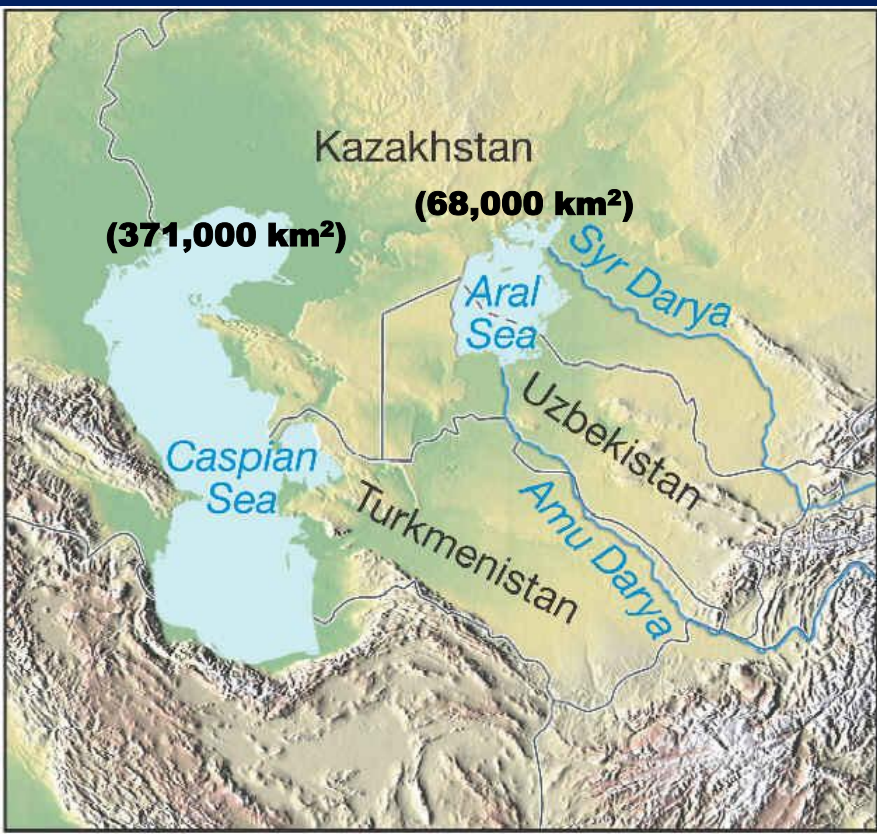 Kazakhstan
(68,000 km²)
(371,000 km²)
Syr Darya
Aral
Sea
Uzbekistan
Caspian
Sea
Turkmenistan
Amu Darya